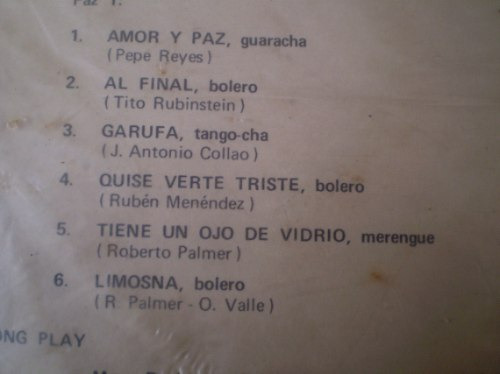 1. AMOR Y PAZ, guaracha
(Pepe Reyes)
2. AL FINAL, bolero
(Tito Rubinstein)
3. GARUFA, tango-cha
(J. Antonio Collao)
4. QUISE VERTE TRISTE, bolero
(Rubén Menéndez)
5. TIENE UN OJO DE VIDRIO, merengue
(Roberto Palmer)
6. LIMOSNA, bolero
(R. Palmer - O. Valle)
ONG PLAY